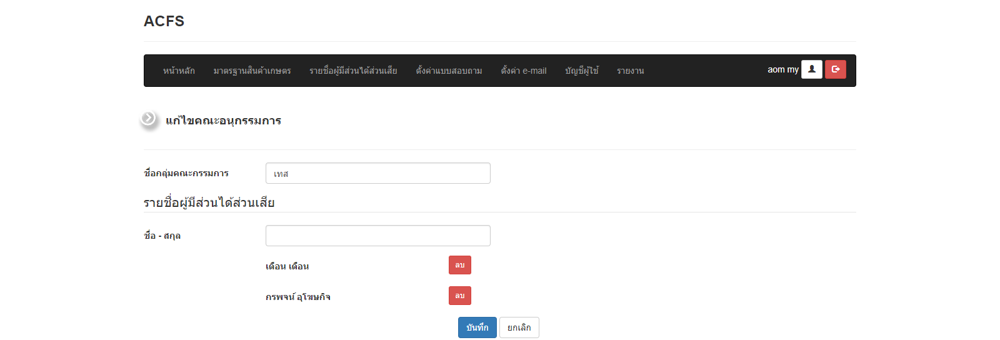 ACFS
หน้าหลัก มาตรฐานสินค้าเกษตร รายชื่อผู้มีส่วนได้ส่วนเสีย ตั้งค่าแบบสอบถาม ตั้งค่า e-mail บัญชีผู้ใช้ รายงาน aom my
แก้ไขคณะอนุกรรมการ
ชื่อกลุ่มคณะกรรมการ เทส
รายชื่อผู้มีส่วนได้ส่วนเสีย
ชื่อ - สกุล
เดือน เดือน ลบ
กรพจน์ อุโฆษกิจ ลบ
บันทึก ยกเลิก